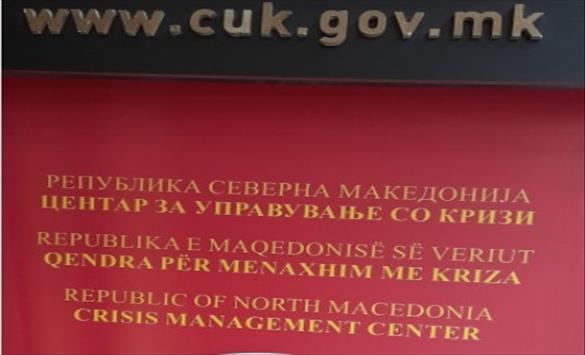 www.cuk.gov.mk
РЕПУБЛИКА СЕВЕРНА МАКЕДОНИЈА
ЦЕНТАР ЗА УПРАВУВАЊЕ СО КРИЗИ
REPUBLIKA E MAQEDONISË SË VERIUT
QENDRA PËR MENAXHIM ME KRIZA
REPUBLIC OF NORTH MACEDONIA
CRISIS MANAGEMENT CENTER